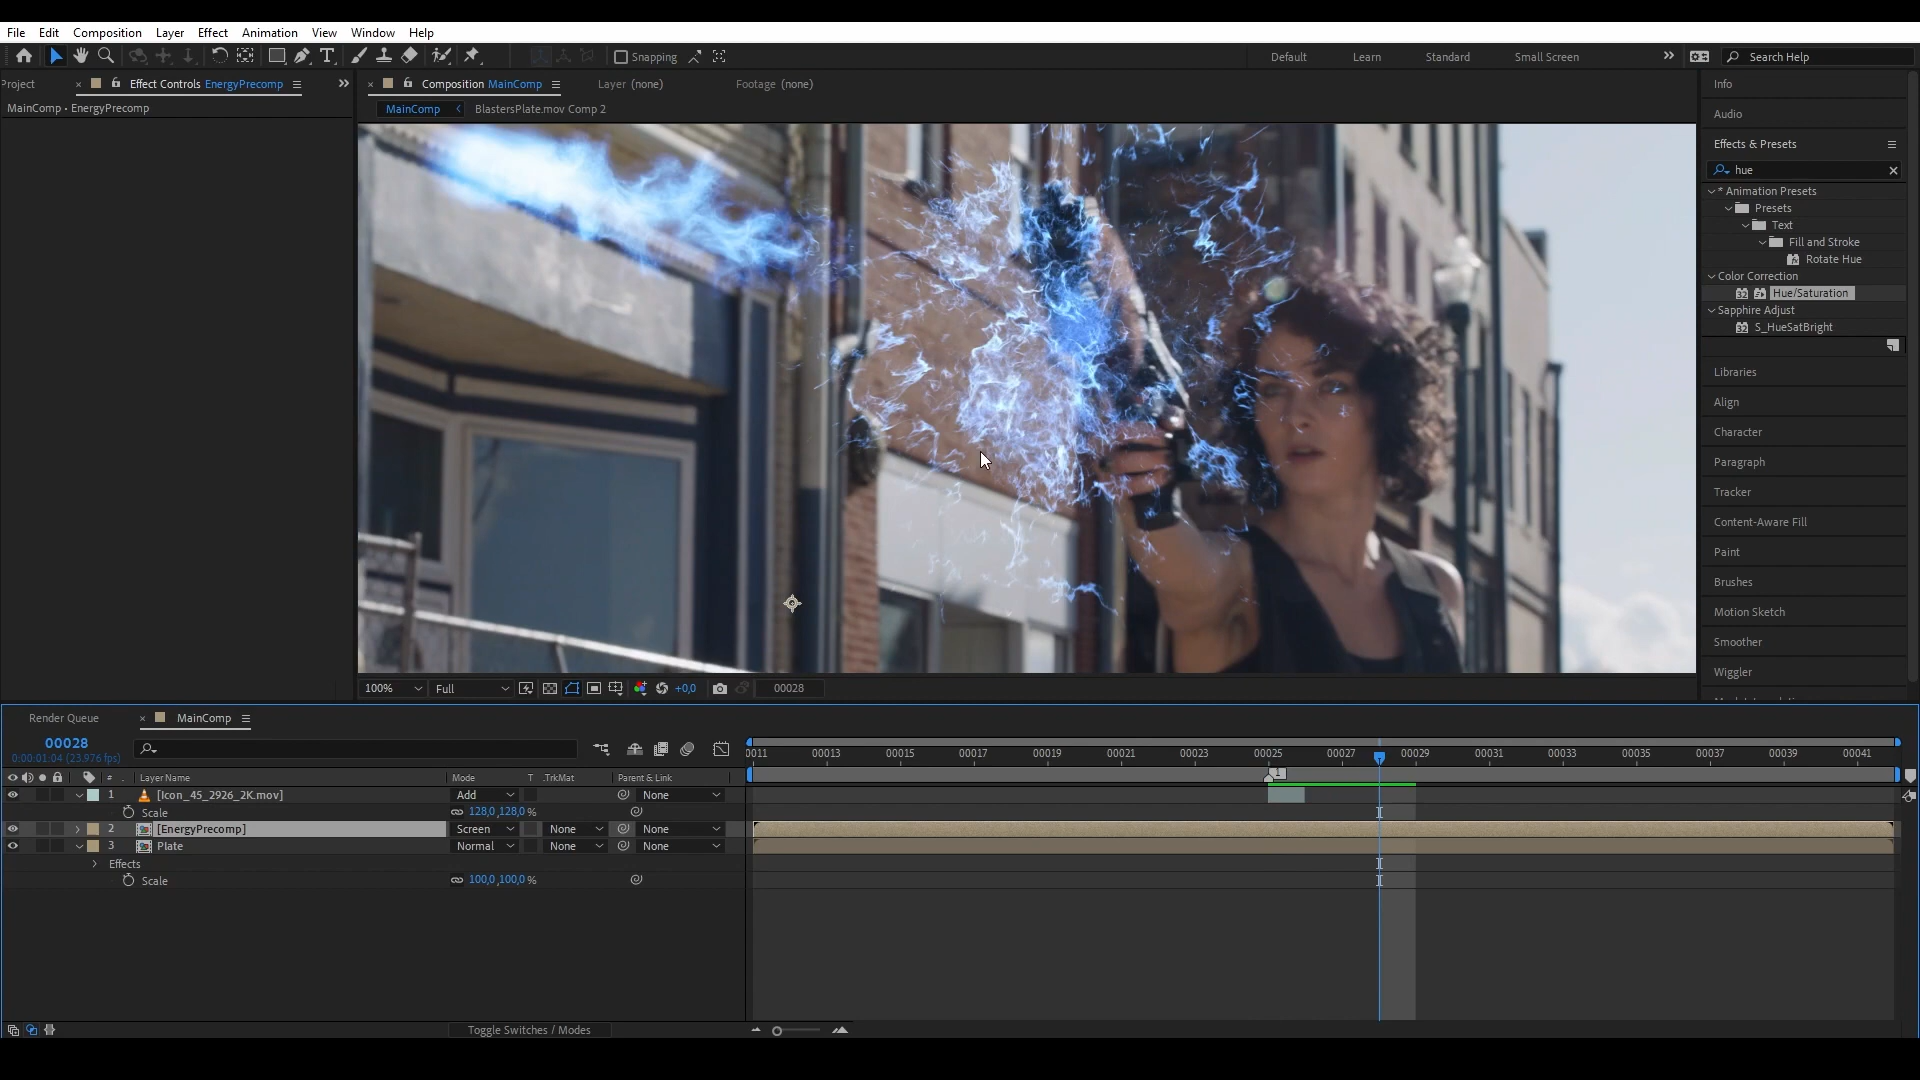 File Edit Composition Layer Effect Animation View Window Help
Snapping Default Learn Standard Small Screen Search Help
Project Effect Controls EnergyPrecomp Composition MainComp Layer (none) Footage (none) Info
MainComp • EnergyPrecomp MainComp BlastersPlate.mov Comp 2
Audio
Effects & Presets
hue
* Animation Presets
Presets
Text
Fill and Stroke
Rotate Hue
Color Correction
32 Hue/Saturation
Sapphire Adjust
32 S_HueSatBright
Libraries
Align
Character
Paragraph
Tracker
Content-Aware Fill
Paint
Brushes
Motion Sketch
Smoother
Wiggler
100% Full +0,0 00028
Render Queue MainComp
00028
0;00:01:04 (23.976 fps)
0011 00013 00015 00017 00019 00021 00023 00025 00027 00029 00031 00033 00035 00037 00039 00041
# Layer Name Mode T .TrkMat Parent & Link 1
1 [Icon_45_2926_2K.mov] Add None
Scale 128,0,128,0 %
2 [EnergyPrecomp] Screen None None
3 Plate Normal None None
Effects
Scale 100,0,100,0 %
Toggle Switches / Modes